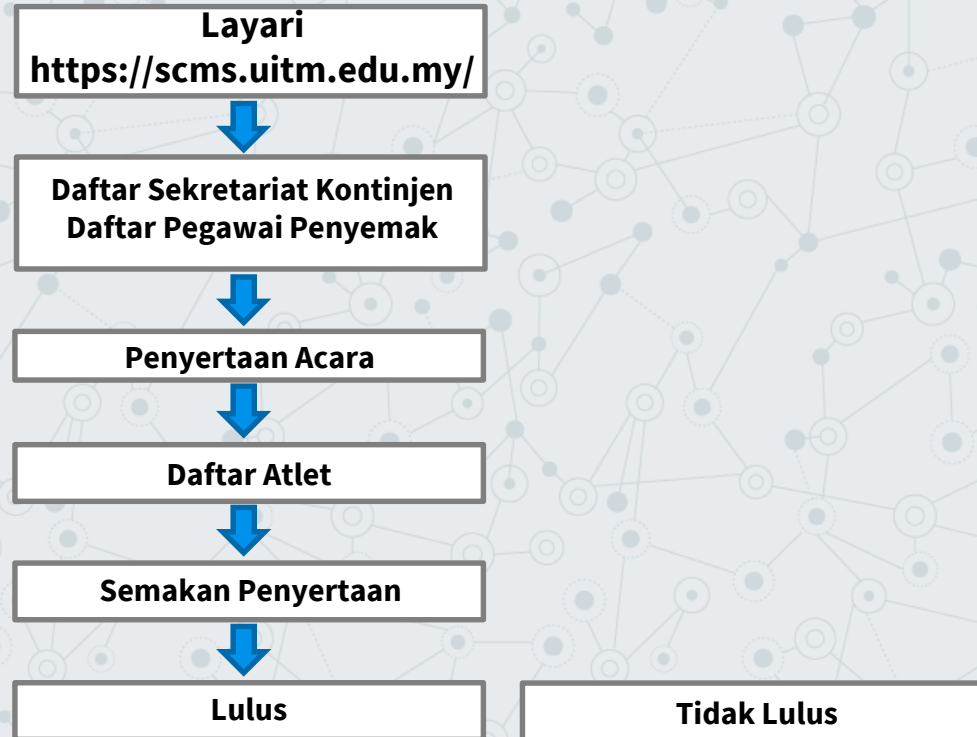 Layari
https://scms.uitm.edu.my/
Daftar Sekretariat Kontinjen
Daftar Pegawai Penyemak
Penyertaan Acara
Daftar Atlet
Semakan Penyertaan
Lulus
Tidak Lulus